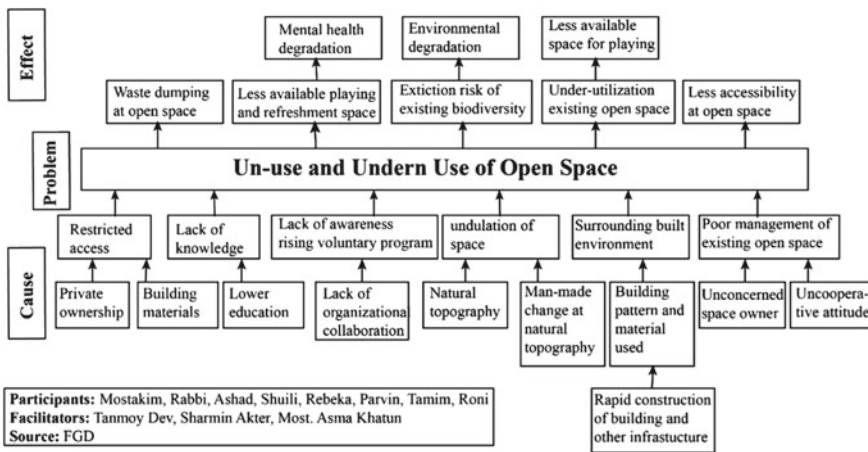 Effect
Mental health
degradation
Environmental
degradation
Less available
space for playing
Waste dumping
at open space
Less available playing
and refreshment space
Extiction risk of
existing biodiversity
Under-utilization
existing open space
Less accessibility
at open space
Problem
Un-use and Undern Use of Open Space
Cause
Restricted
access
Lack of
knowledge
Lack of awareness
rising voluntary program
undulation of
space
Surrounding built
environment
Poor management of
existing open space
Private
ownership
Building
materials
Lower
education
Lack of
organizational
collaboration
Natural
topography
Man-made
change at
natural
topography
Building
pattern and
material
used
Unconcerned
space owner
Uncoopera-
tive attitude
Rapid construction
of building and
other infrastucture
Participants: Mostakim, Rabbi, Ashad, Shuili, Rebeka, Parvin, Tamim, Roni
Facilitators: Tanmoy Dev, Sharmin Akter, Most. Asma Khatun
Source: FGD